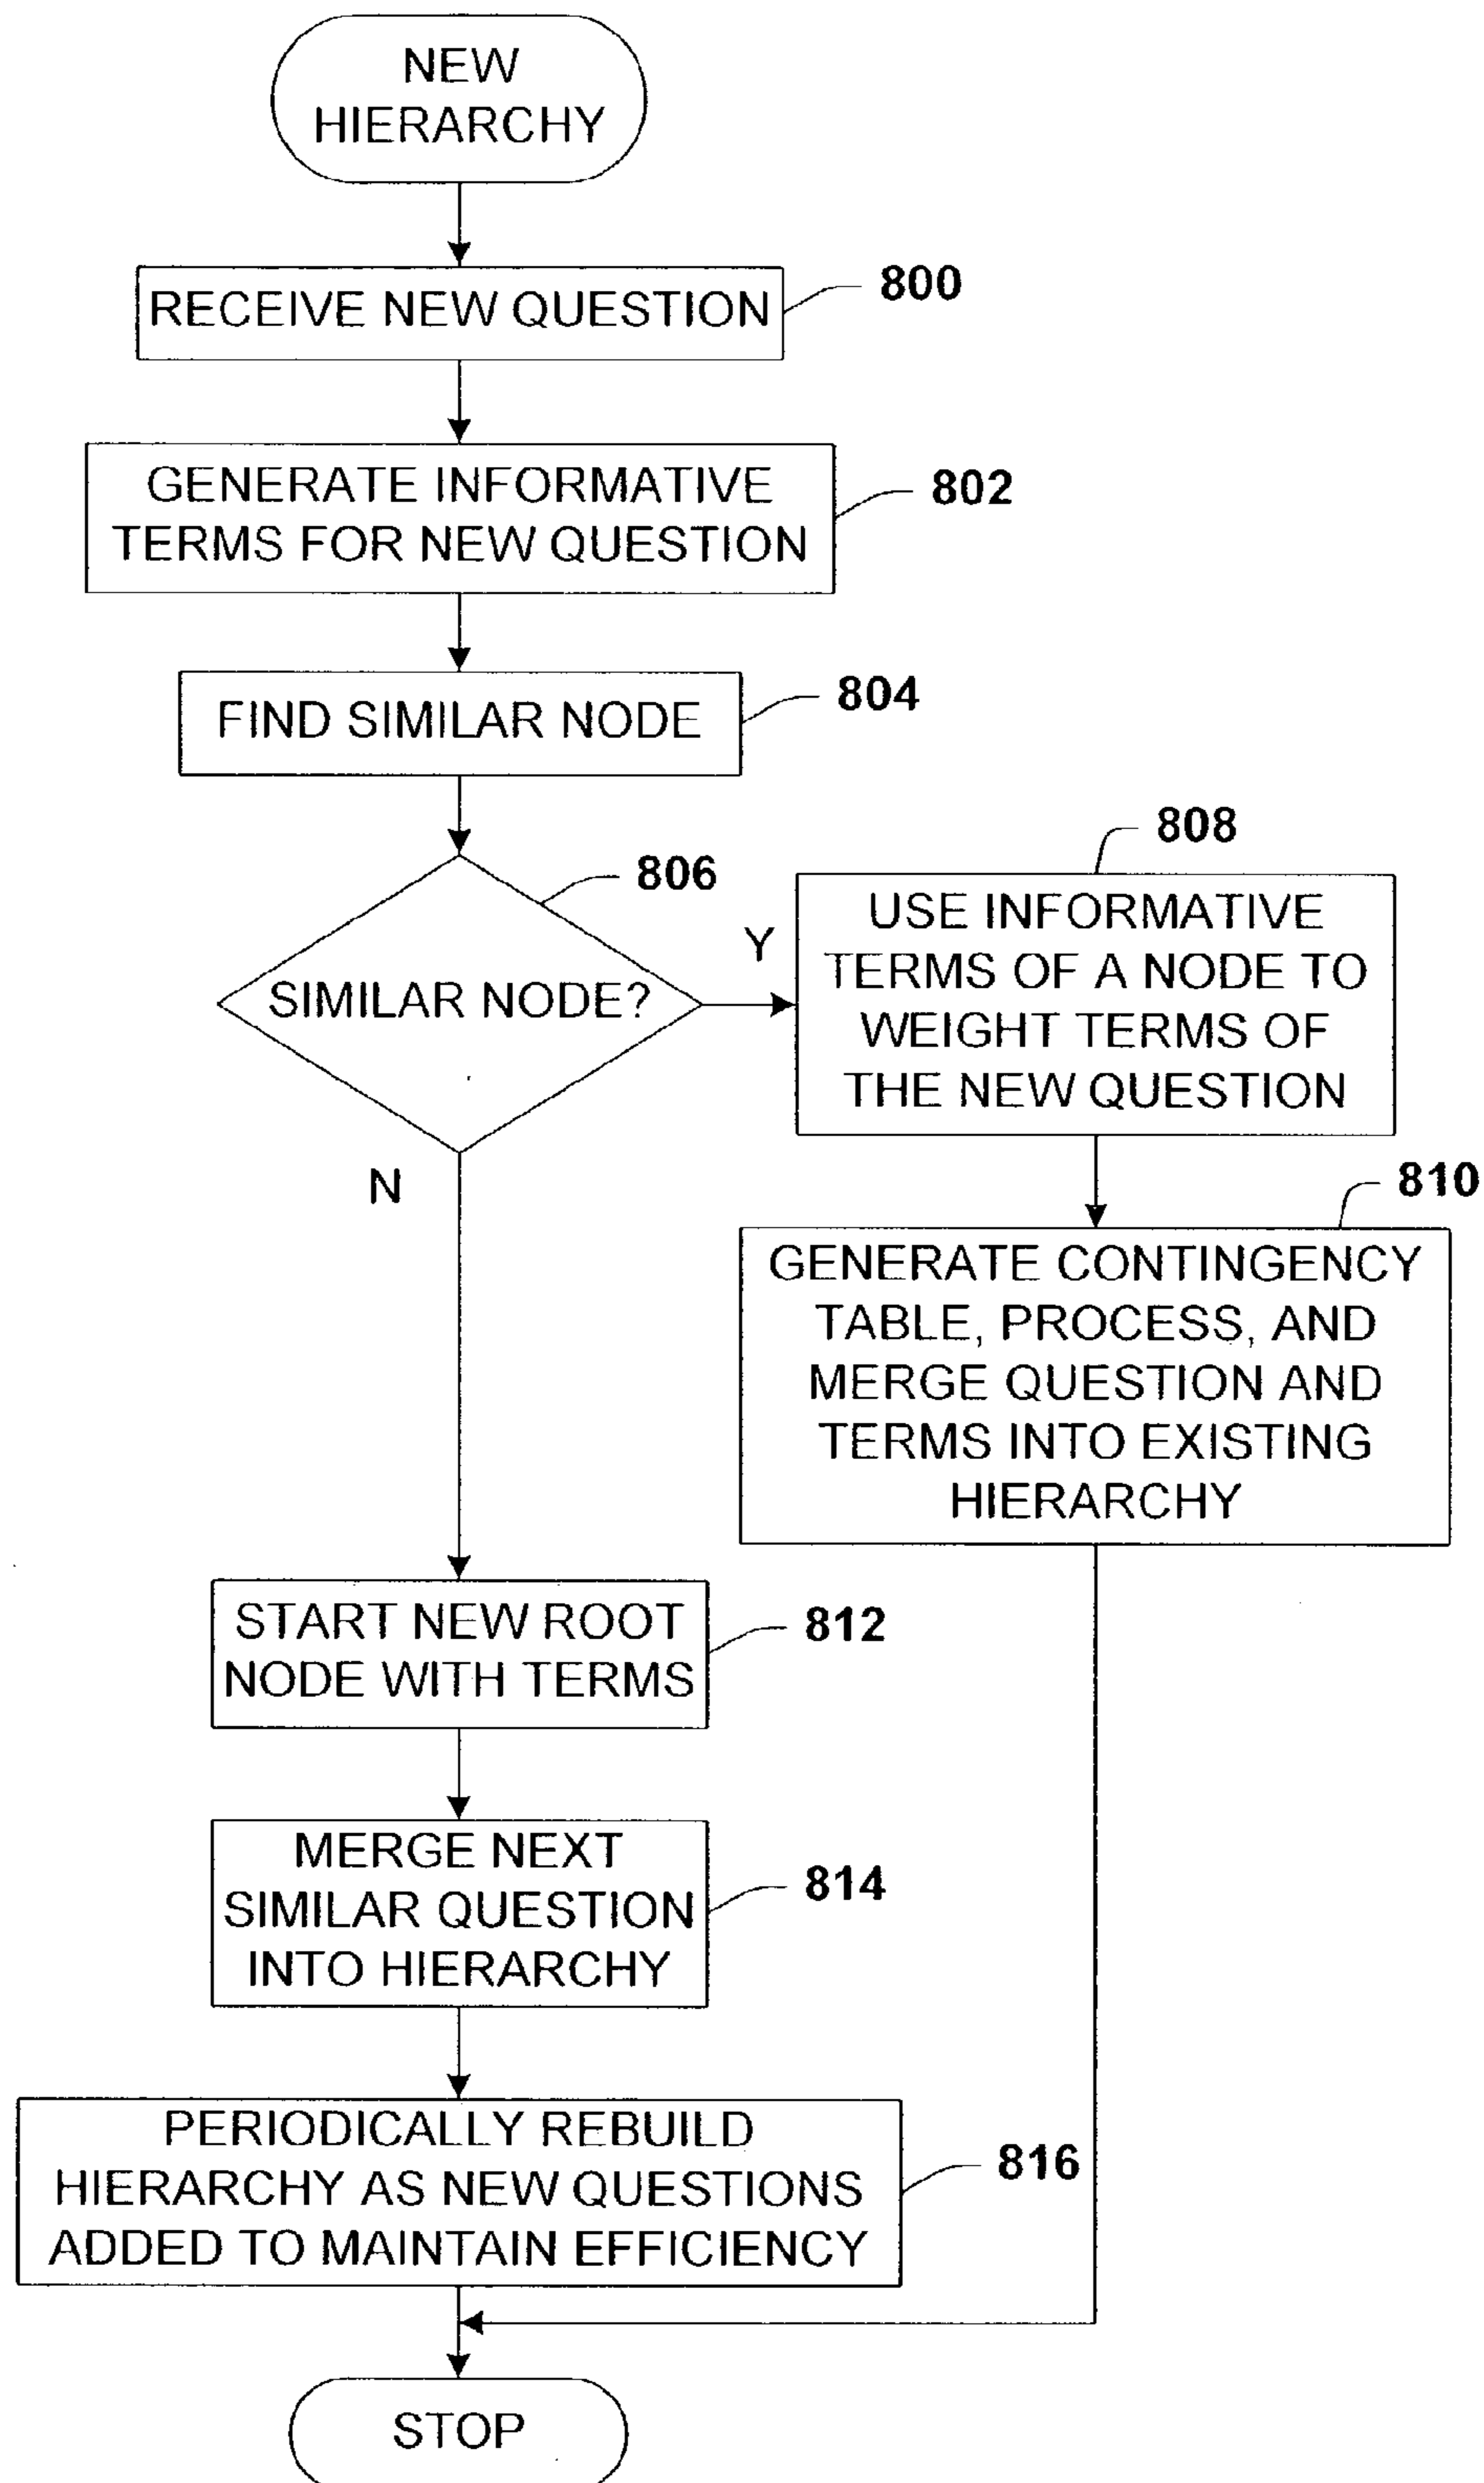 NEW
HIERARCHY
RECEIVE NEW QUESTION
800
GENERATE INFORMATIVE
TERMS FOR NEW QUESTION
802
FIND SIMILAR NODE
804
SIMILAR NODE?
806
Y
N
808
USE INFORMATIVE
TERMS OF A NODE TO
WEIGHT TERMS OF
THE NEW QUESTION
810
GENERATE CONTINGENCY
TABLE, PROCESS, AND
MERGE QUESTION AND
TERMS INTO EXISTING
HIERARCHY
START NEW ROOT
NODE WITH TERMS
812
MERGE NEXT
SIMILAR QUESTION
INTO HIERARCHY
814
PERIODICALLY REBUILD
HIERARCHY AS NEW QUESTIONS
ADDED TO MAINTAIN EFFICIENCY
816
STOP